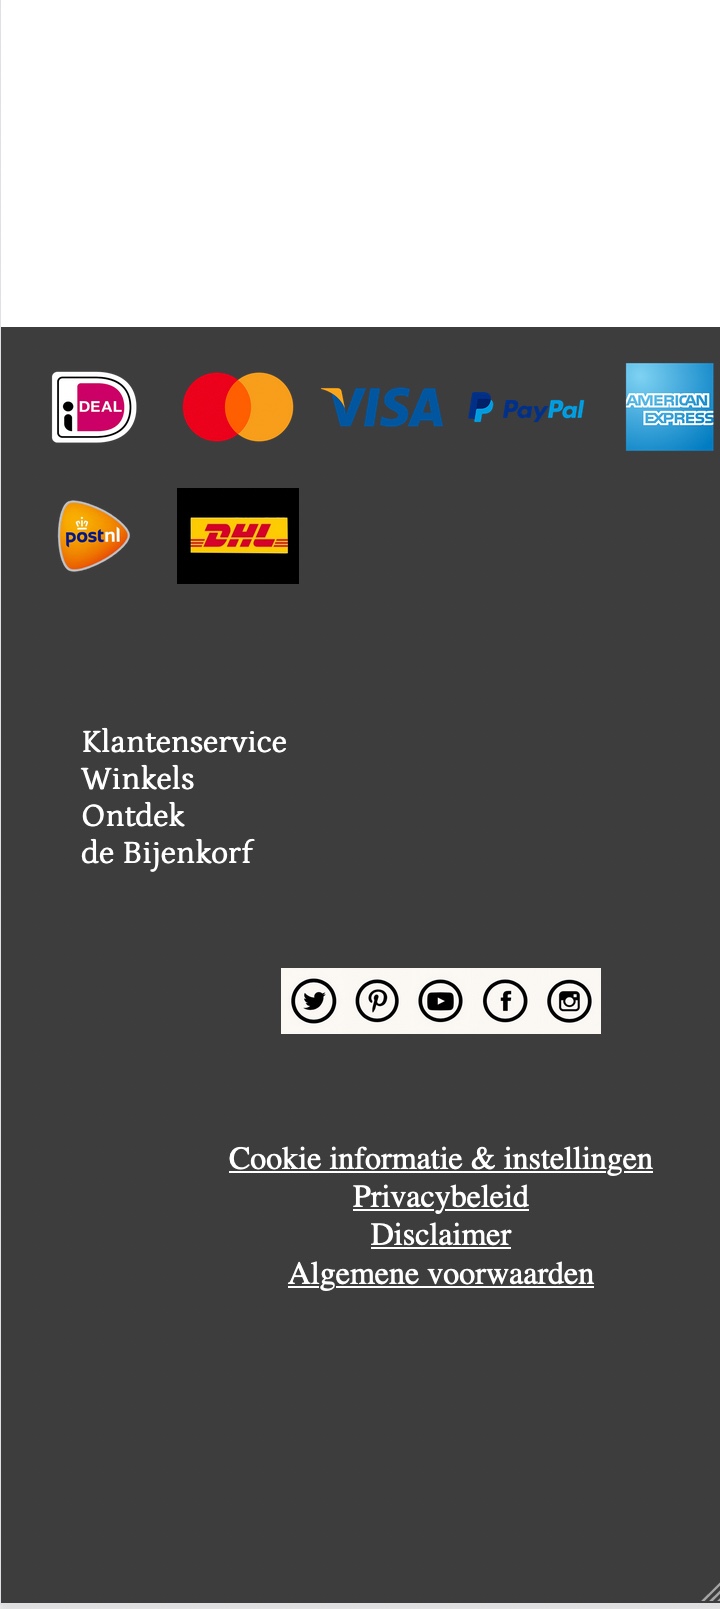 iDEAL
VISA
PayPal
AMERICAN
EXPRESS
postnl
DHL
Klantenservice
Winkels
Ontdek
de Bijenkorf
Cookie informatie & instellingen
Privacybeleid
Disclaimer
Algemene voorwaarden